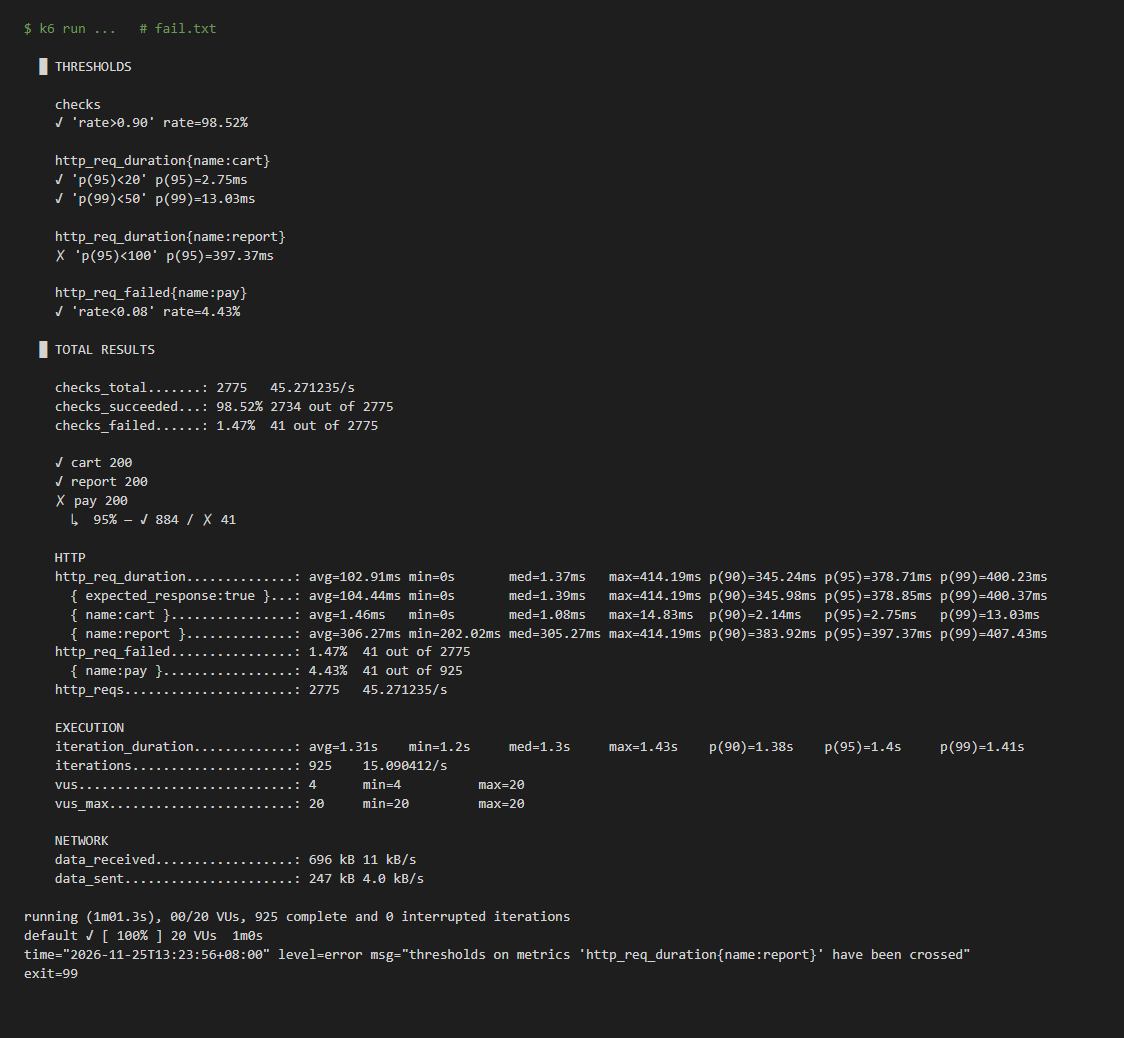 $ k6 run ...   # fail.txt
█ THRESHOLDS
checks
✓ 'rate>0.90' rate=98.52%
http_req_duration{name:cart}
✓ 'p(95)<20' p(95)=2.75ms
✓ 'p(99)<50' p(99)=13.03ms
http_req_duration{name:report}
✗ 'p(95)<100' p(95)=397.37ms
http_req_failed{name:pay}
✓ 'rate<0.08' rate=4.43%
█ TOTAL RESULTS
checks_total.......: 2775   45.271235/s
checks_succeeded...: 98.52% 2734 out of 2775
checks_failed......: 1.47%  41 out of 2775
✓ cart 200
✓ report 200
✗ pay 200
↳  95% — ✓ 884 / ✗ 41
HTTP
http_req_duration..............: avg=102.91ms min=0s       med=1.37ms   max=414.19ms p(90)=345.24ms p(95)=378.71ms p(99)=400.23ms
{ expected_response:true }...: avg=104.44ms min=0s       med=1.39ms   max=414.19ms p(90)=345.98ms p(95)=378.85ms p(99)=400.37ms
{ name:cart }................: avg=1.46ms   min=0s       med=1.08ms   max=14.83ms  p(90)=2.14ms   p(95)=2.75ms   p(99)=13.03ms
{ name:report }..............: avg=306.27ms min=202.02ms med=305.27ms max=414.19ms p(90)=383.92ms p(95)=397.37ms p(99)=407.43ms
http_req_failed................: 1.47%  41 out of 2775
{ name:pay }.................: 4.43%  41 out of 925
http_reqs......................: 2775   45.271235/s
EXECUTION
iteration_duration.............: avg=1.31s    min=1.2s     med=1.3s     max=1.43s    p(90)=1.38s    p(95)=1.4s     p(99)=1.41s
iterations.....................: 925    15.090412/s
vus............................: 4      min=4         max=20
vus_max........................: 20     min=20        max=20
NETWORK
data_received..................: 696 kB 11 kB/s
data_sent......................: 247 kB 4.0 kB/s
running (1m01.3s), 00/20 VUs, 925 complete and 0 interrupted iterations
default ✓ [ 100% ] 20 VUs  1m0s
time="2026-11-25T13:23:56+08:00" level=error msg="thresholds on metrics 'http_req_duration{name:report}' have been crossed"
exit=99